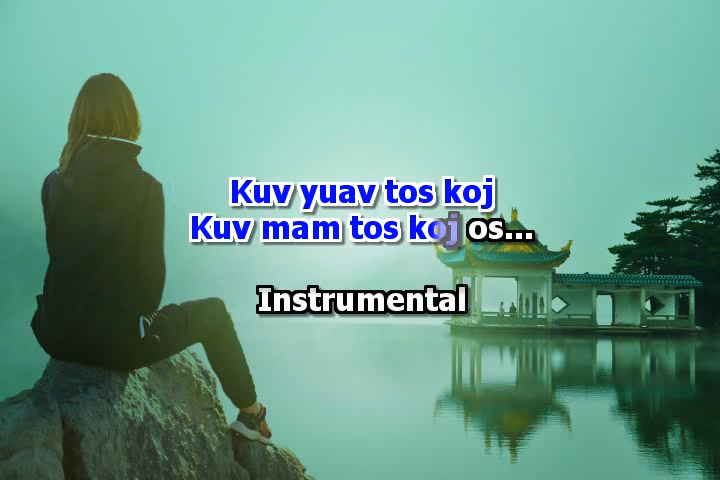 Kuv yuav tos koj
Kuv mam tos koj os...
Instrumental